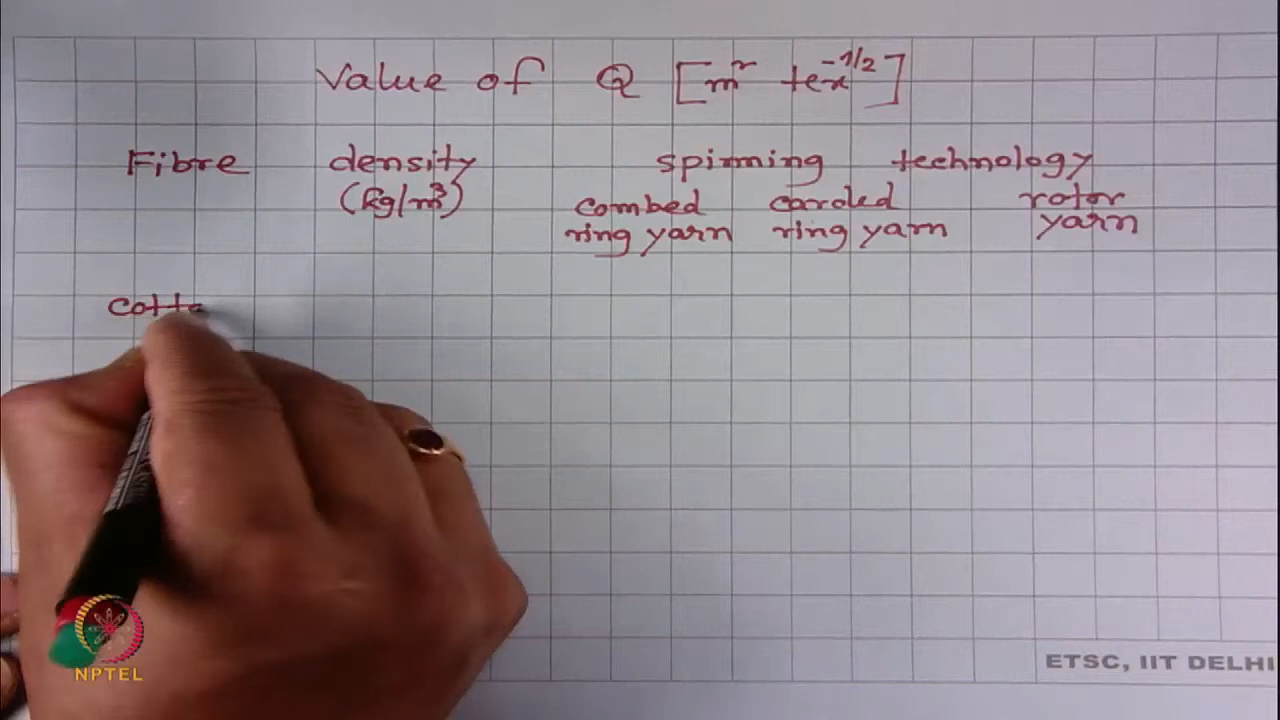 Value of Q [m² tex^-1/2]
Fibre density spinning technology
(kg/m³) combed carded rotor
ring yarn ring yarn yarn
cotto
NPTEL
ETSC, IIT DELHI